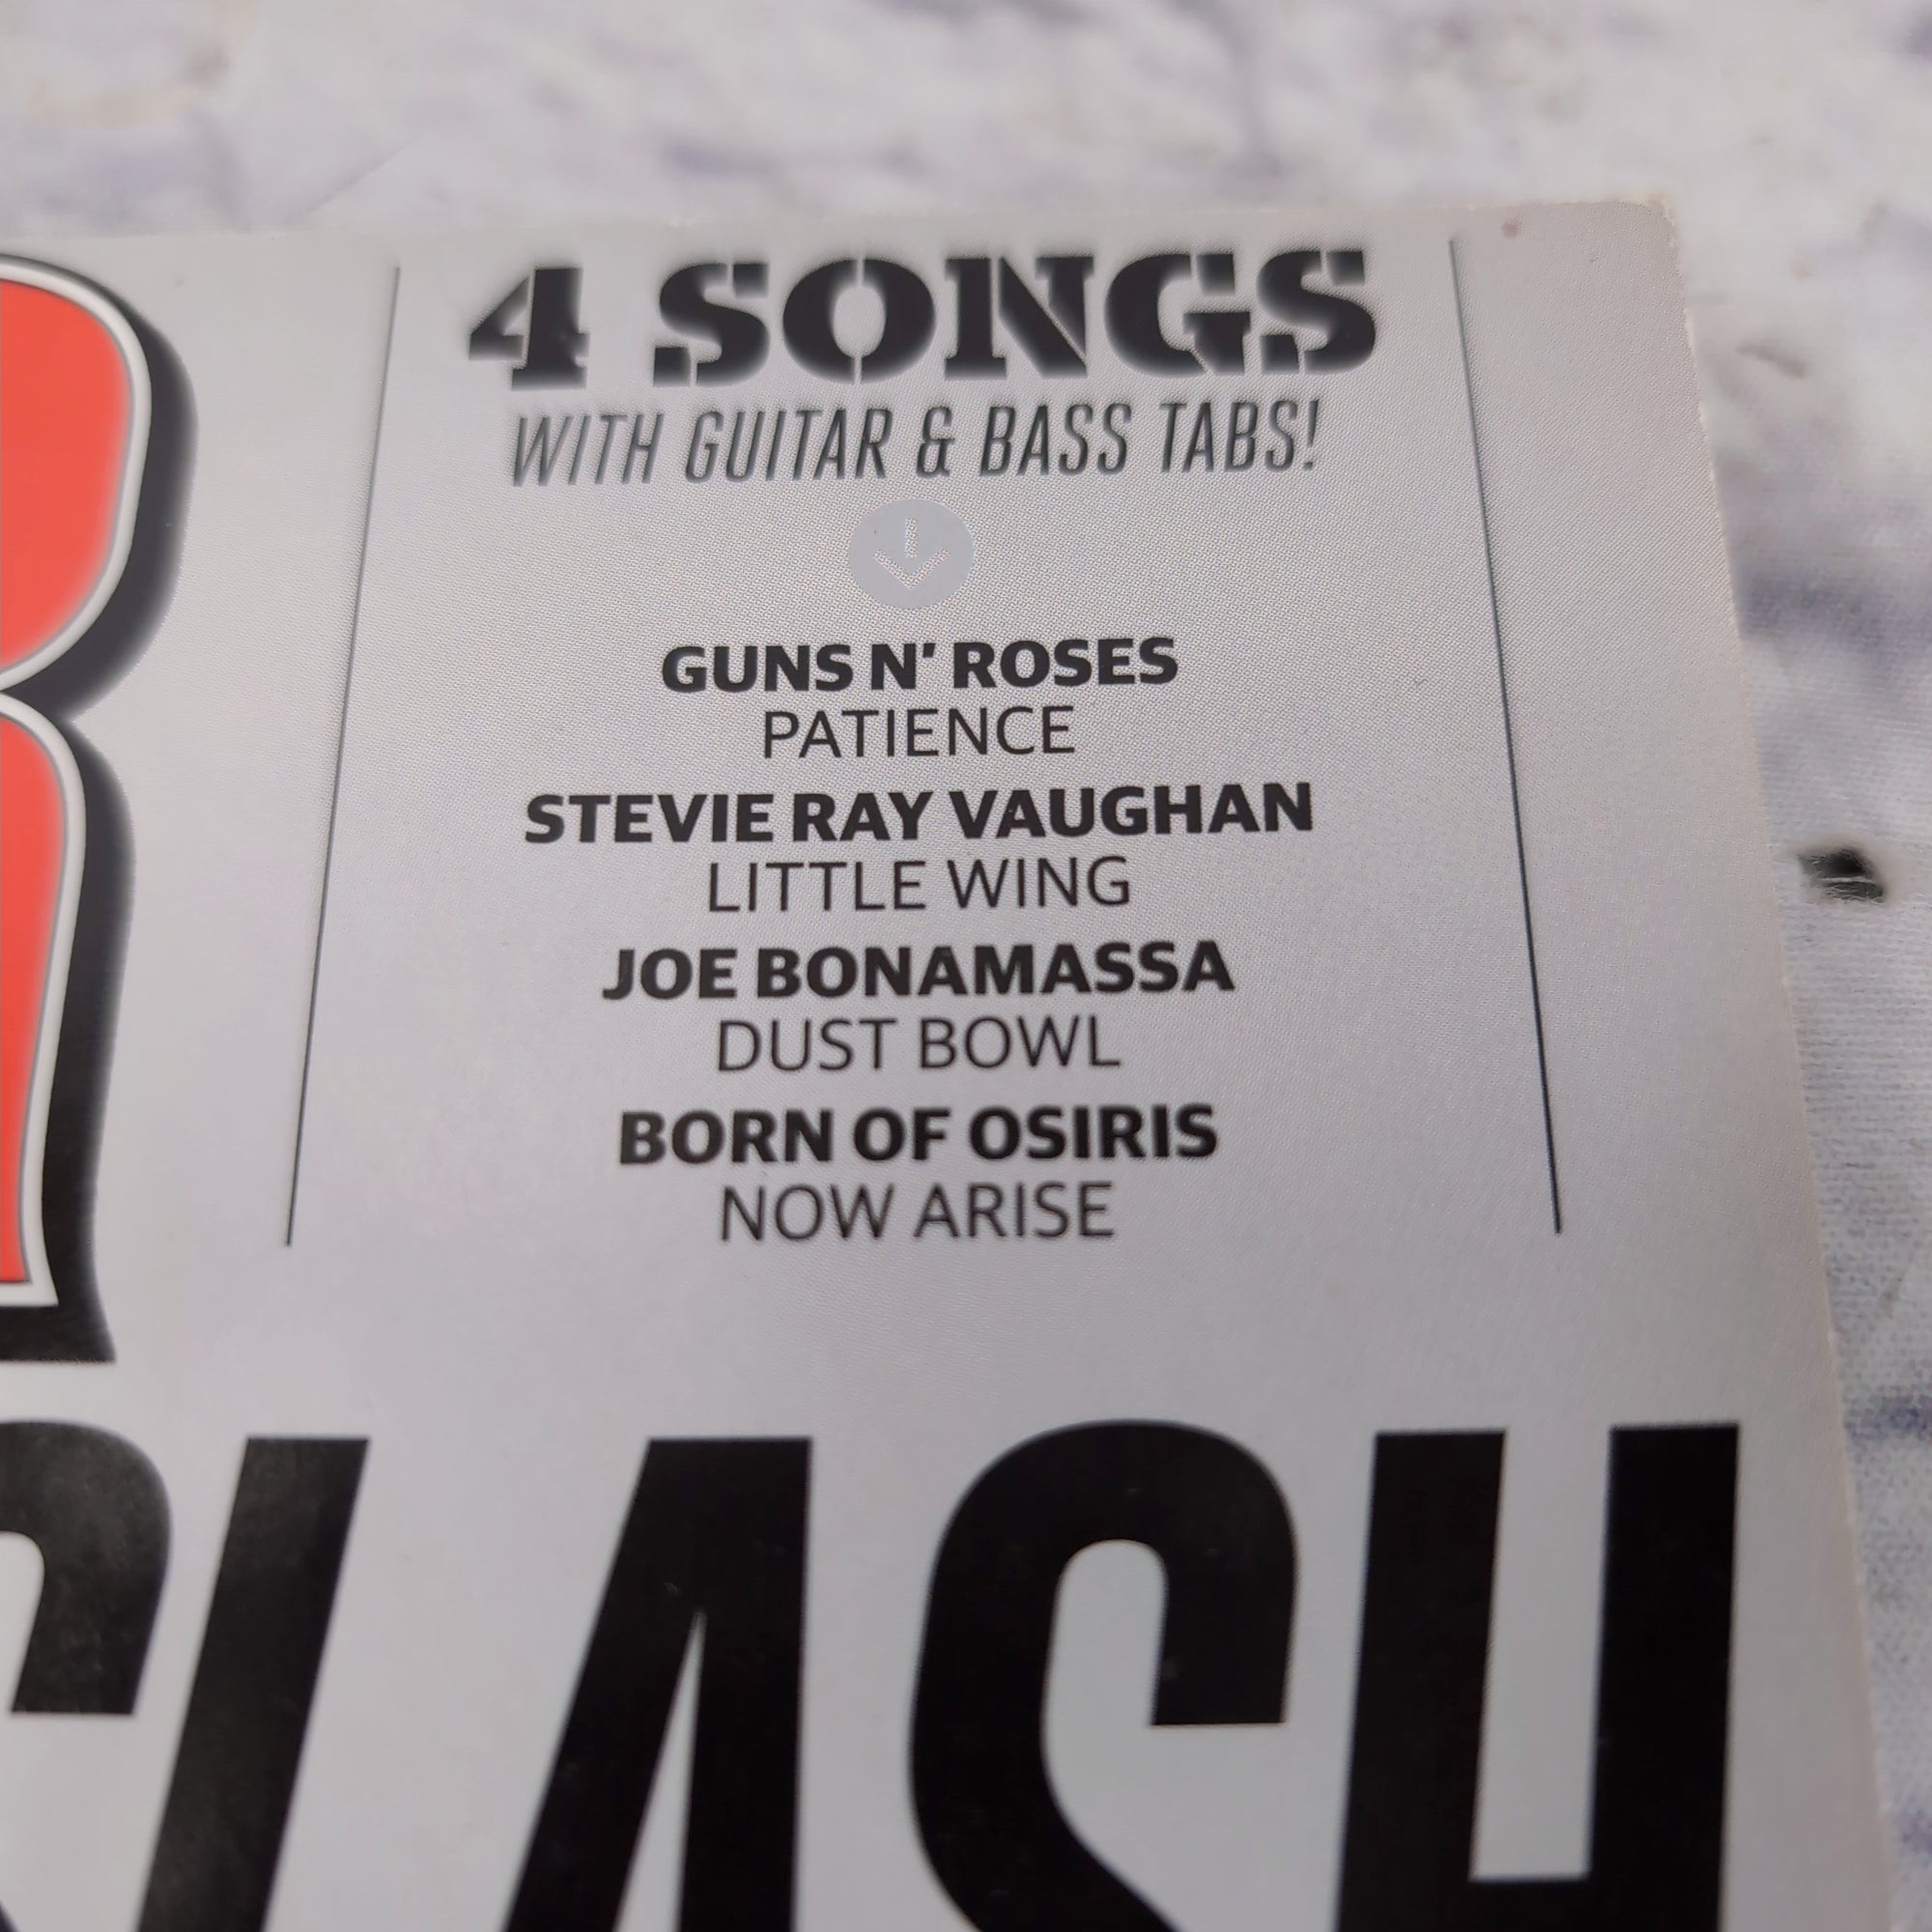 R
4 SONGS
WITH GUITAR & BASS TABS!
GUNS N' ROSES
PATIENCE
STEVIE RAY VAUGHAN
LITTLE WING
JOE BONAMASSA
DUST BOWL
BORN OF OSIRIS
NOW ARISE
SLASH